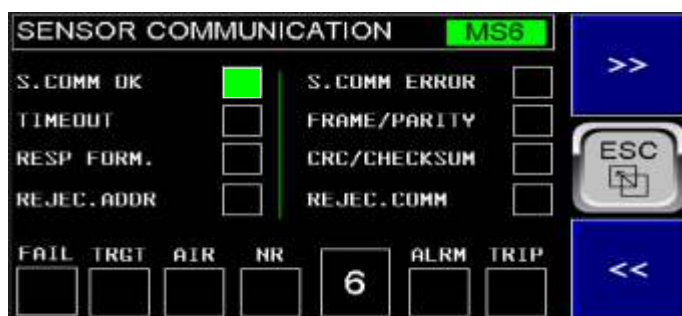 SENSOR COMMUNICATION MS6
>>
S.COMM OK S.COMM ERROR
TIMEOUT FRAME/PARITY
RESP FORM. CRC/CHECKSUM
ESC
REJEC.ADDR REJEC.COMM
FAIL TRGT AIR NR ALRM TRIP
6
<<